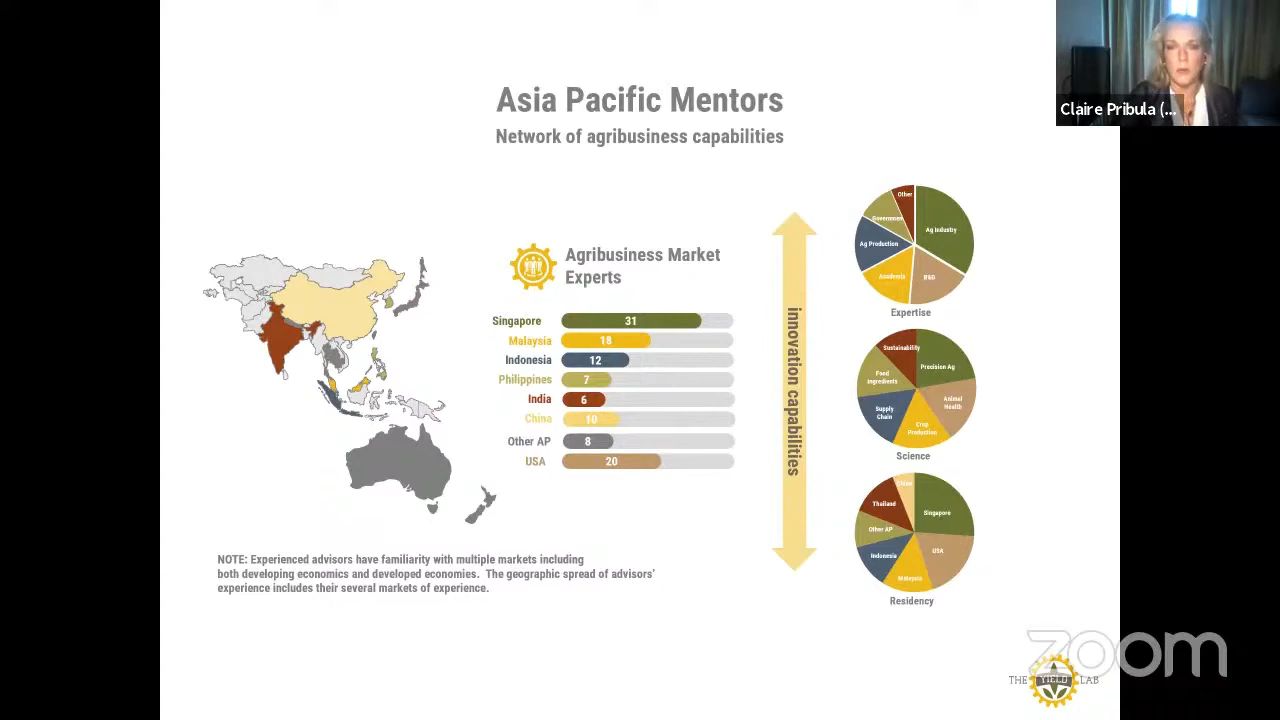 Asia Pacific Mentors
Network of agribusiness capabilities
Claire Pribula (...
Agribusiness Market
Experts
Singapore 31
Malaysia 18
Indonesia 12
Philippines 7
India 6
China 10
Other AP 8
USA 20
innovation capabilities
Other
Governmen
Ag Industry
Ag Production
Academic
R&D
Expertise
Sustainability
Precision Ag
Food
Ingredients
Animal
Health
Supply
Chain
Crop
Production
Science
China
Thailand
Singapore
Other AP
USA
Indonesia
Malaysia
Residency
NOTE: Experienced advisors have familiarity with multiple markets including
both developing economics and developed economies. The geographic spread of advisors'
experience includes their several markets of experience.
zoom
THE YIELD LAB